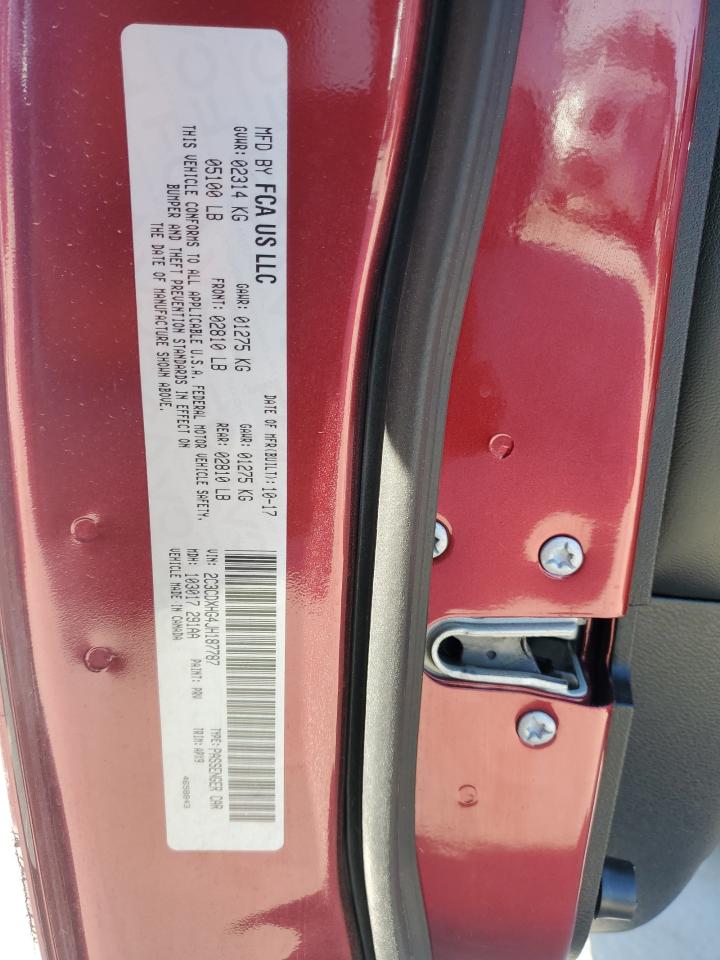 MFD BY FCA US LLC
DATE OF MFR(BUILT): 10-17
GVWR: 02314 KG GAWR: 01275 KG GAWR: 01275 KG
05100 LB FRONT: 02810 LB REAR: 02810 LB
THIS VEHICLE CONFORMS TO ALL APPLICABLE U.S.A. FEDERAL MOTOR VEHICLE SAFETY,
BUMPER AND THEFT PREVENTION STANDARDS IN EFFECT ON
THE DATE OF MANUFACTURE SHOWN ABOVE.
VIN: 2C3CDXHG4JH187787 TYPE: PASSENGER CAR
MDH: 103017 291AA PAINT: PRV TRIM: APX9
VEHICLE MADE IN CANADA 46508843